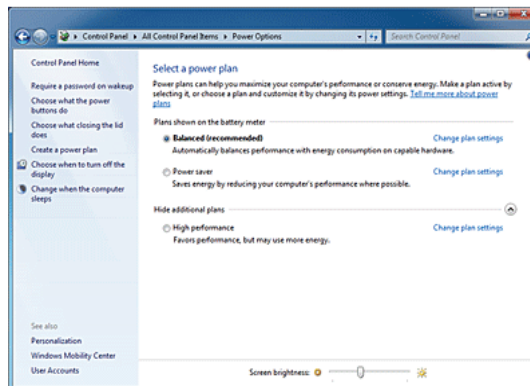 Control Panel ▸ All Control Panel Items ▸ Power Options
Search Control Panel
Control Panel Home
Require a password on wakeup
Choose what the power
buttons do
Choose what closing the lid
does
Create a power plan
Choose when to turn off the
display
Change when the computer
sleeps
See also
Personalization
Windows Mobility Center
User Accounts
Select a power plan
Power plans can help you maximize your computer's performance or conserve energy. Make a plan active by
selecting it, or choose a plan and customize it by changing its power settings. Tell me more about power
plans
Plans shown on the battery meter
Balanced (recommended) Change plan settings
Automatically balances performance with energy consumption on capable hardware.
Power saver Change plan settings
Saves energy by reducing your computer's performance where possible.
Hide additional plans
High performance Change plan settings
Favors performance, but may use more energy.
Screen brightness: